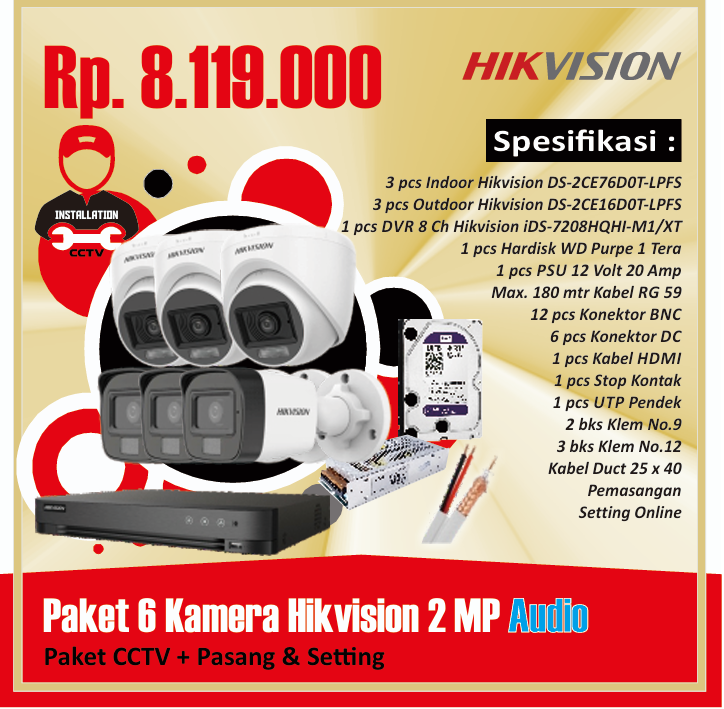 Rp. 8.119.000
HIKVISION
Spesifikasi :
INSTALLATION
CCTV
3 pcs Indoor Hikvision DS-2CE76D0T-LPFS
3 pcs Outdoor Hikvision DS-2CE16D0T-LPFS
1 pcs DVR 8 Ch Hikvision iDS-7208HQHI-M1/XT
1 pcs Hardisk WD Purpe 1 Tera
1 pcs PSU 12 Volt 20 Amp
Max. 180 mtr Kabel RG 59
12 pcs Konektor BNC
6 pcs Konektor DC
1 pcs Kabel HDMI
1 pcs Stop Kontak
1 pcs UTP Pendek
2 bks Klem No.9
3 bks Klem No.12
Kabel Duct 25 x 40
Pemasangan
Setting Online
HIKVISION
HIKVISION
HIKVISION
HIKVISION
HIKVISION
Paket 6 Kamera Hikvision 2 MP Audio
Paket CCTV + Pasang & Setting